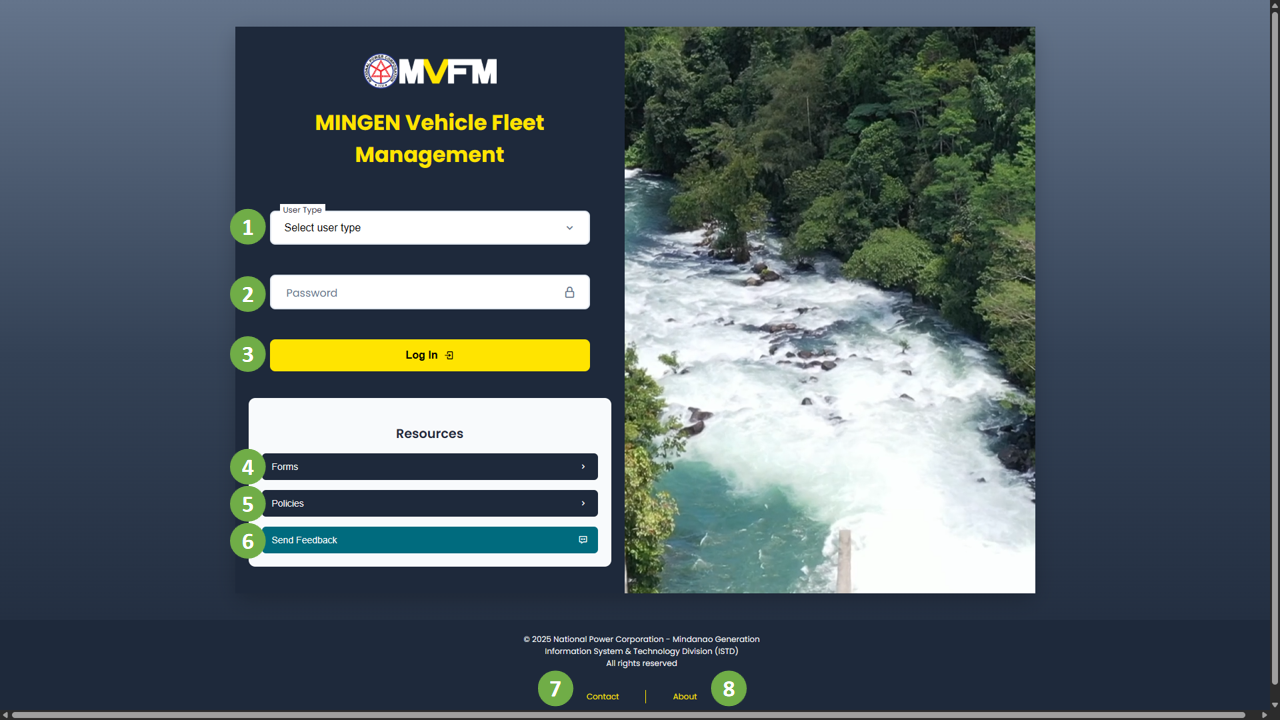 MVFM
MINGEN Vehicle Fleet
Management
User Type
1
Select user type
2
Password
3
Log In
Resources
4
Forms
5
Policies
6
Send Feedback
© 2025 National Power Corporation - Mindanao Generation
Information System & Technology Division (ISTD)
All rights reserved
7
Contact
About
8